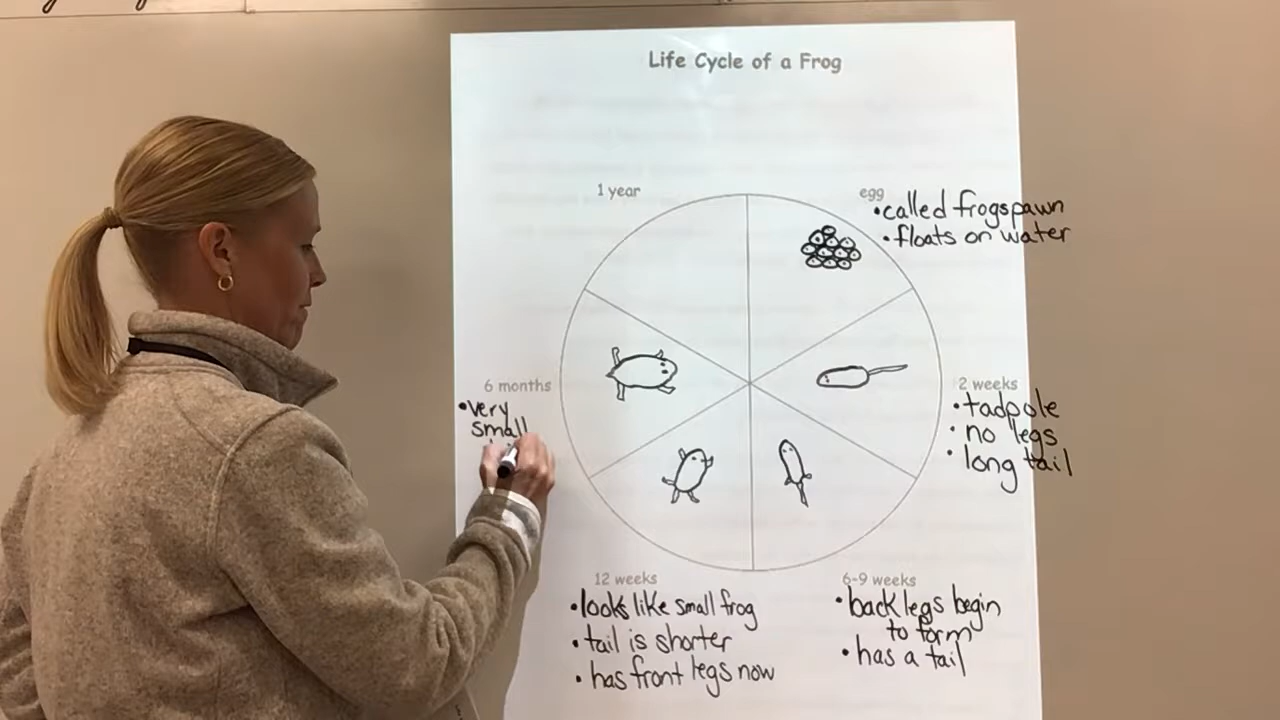 Life Cycle of a Frog
1 year
egg
•called frogspawn
•floats on water
6 months
•very
small
2 weeks
•tadpole
• no legs
• long tail
12 weeks
•looks like small frog
•tail is shorter
• has front legs now
6-9 weeks
•back legs begin
to form
•has a tail